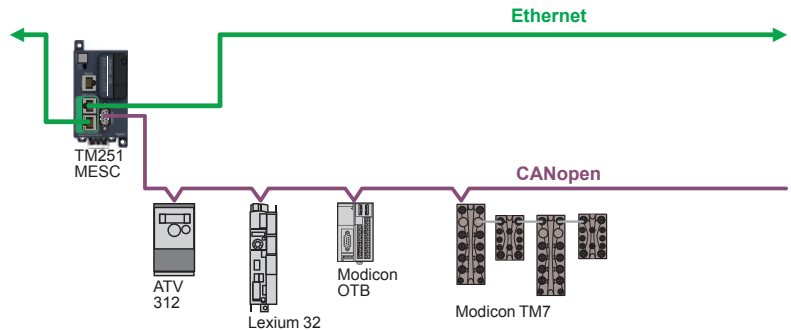 Ethernet
TM251
MESC
CANopen
ATV
312
Lexium 32
Modicon
OTB
Modicon TM7